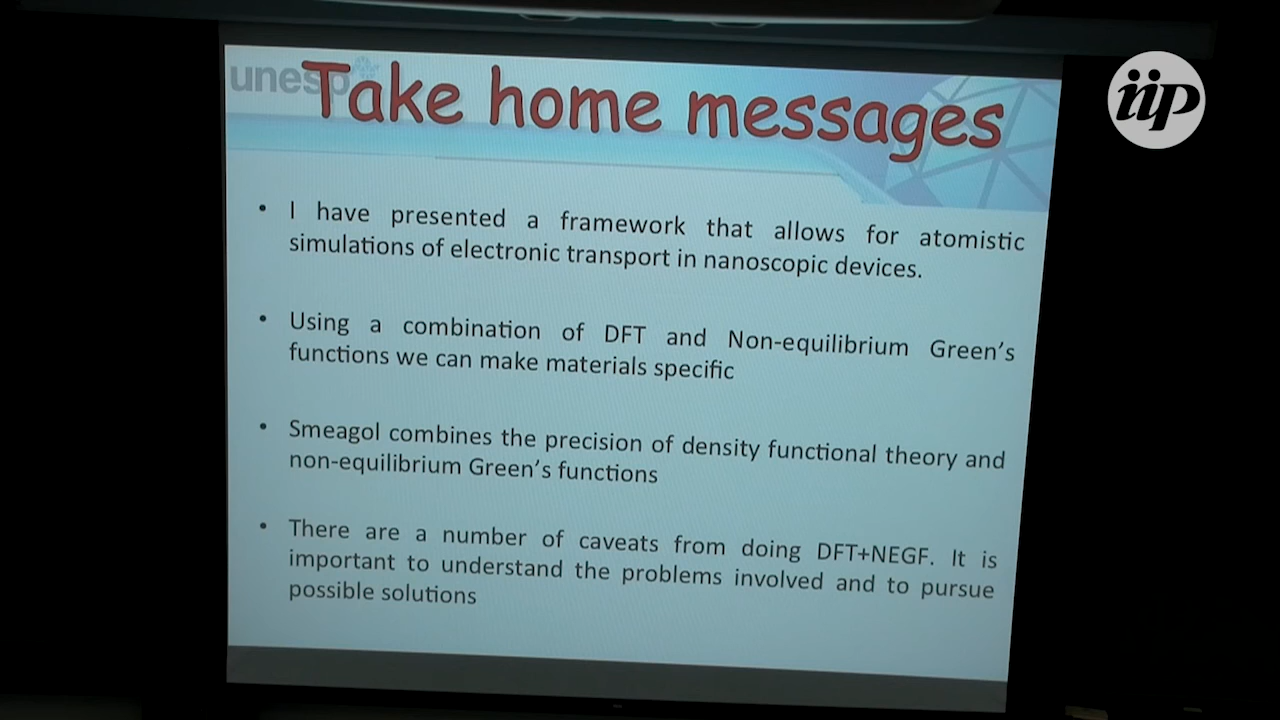 unesp
Take home messages
iip
• I have presented a framework that allows for atomistic
simulations of electronic transport in nanoscopic devices.
• Using a combination of DFT and Non-equilibrium Green's
functions we can make materials specific
• Smeagol combines the precision of density functional theory and
non-equilibrium Green's functions
• There are a number of caveats from doing DFT+NEGF. It is
important to understand the problems involved and to pursue
possible solutions